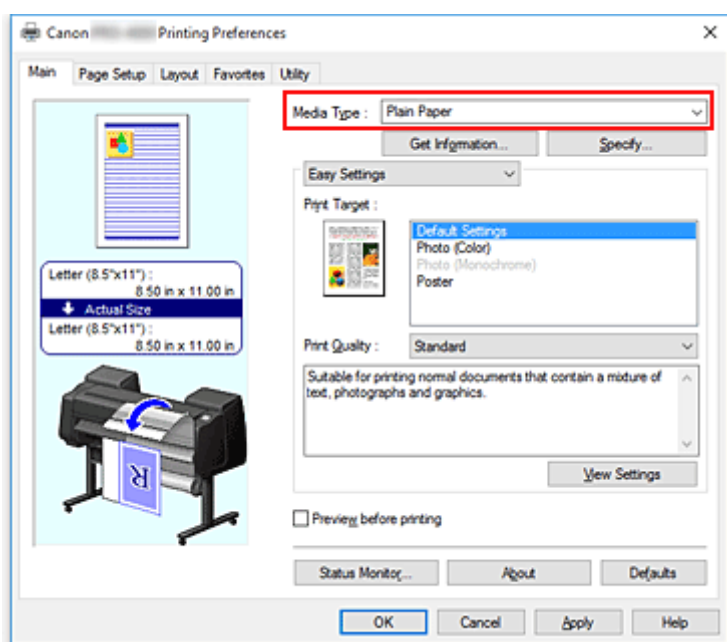 Canon Printing Preferences
Main Page Setup Layout Favorites Utility
Media Type : Plain Paper
Get Information... Specify...
Easy Settings
Print Target :
Default Settings
Photo (Color)
Photo (Monochrome)
Poster
Letter (8.5"x11") :
8.50 in x 11.00 in
Actual Size
Letter (8.5"x11") :
8.50 in x 11.00 in
Print Quality : Standard
Suitable for printing normal documents that contain a mixture of
text, photographs and graphics.
R
View Settings
Preview before printing
Status Monitor... About Defaults
OK Cancel Apply Help